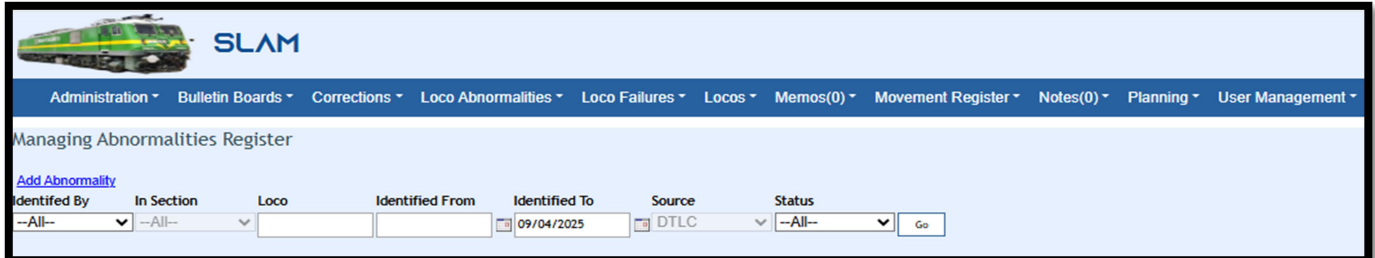 SLAM
Administration Bulletin Boards Corrections Loco Abnormalities Loco Failures Locos Memos(0) Movement Register Notes(0) Planning User Management
Managing Abnormalities Register
Add Abnormality
Identifed By In Section Loco Identified From Identified To Source Status
--All-- --All-- 09/04/2025 DTLC --All-- Go